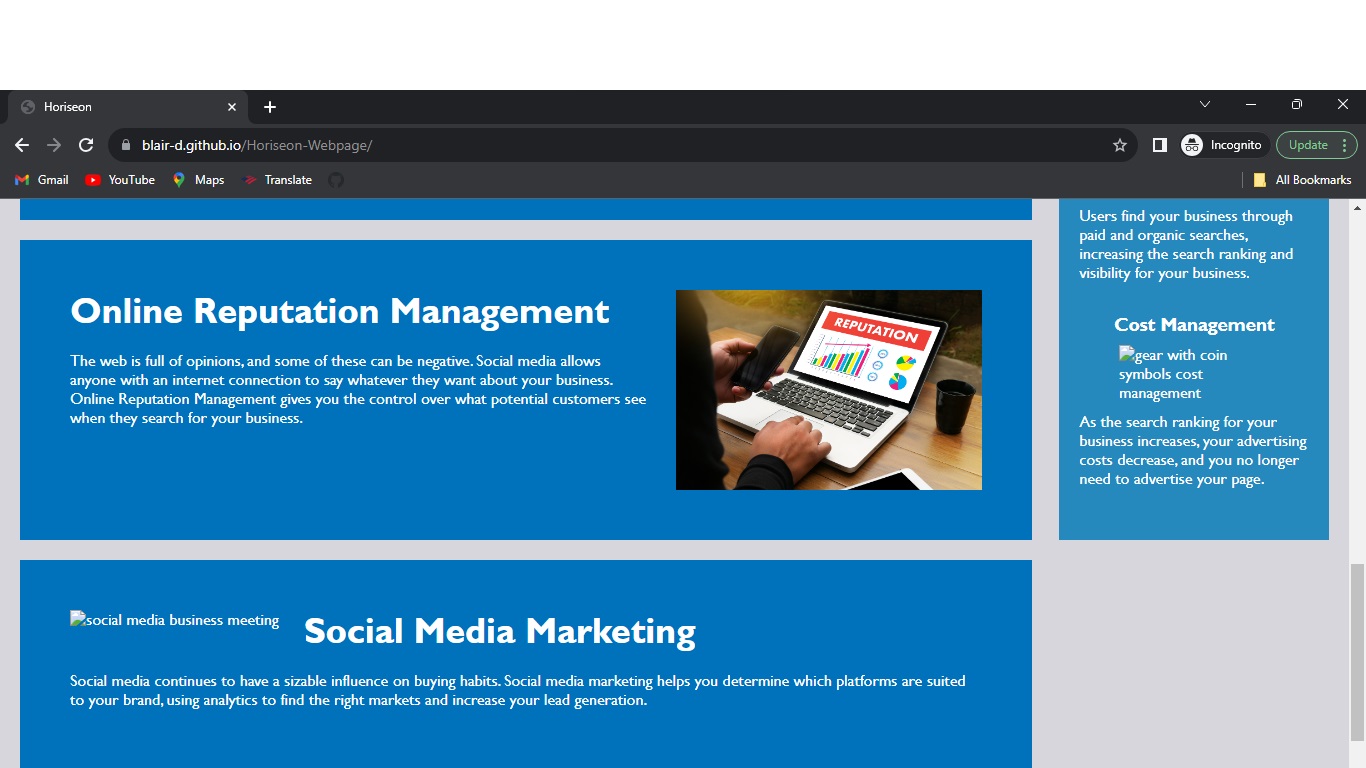 Horiseon
blair-d.github.io/Horiseon-Webpage/
Incognito
Update
Gmail
YouTube
Maps
Translate
All Bookmarks
Online Reputation Management
The web is full of opinions, and some of these can be negative. Social media allows
anyone with an internet connection to say whatever they want about your business.
Online Reputation Management gives you the control over what potential customers see
when they search for your business.
REPUTATION
social media business meeting
Social Media Marketing
Social media continues to have a sizable influence on buying habits. Social media marketing helps you determine which platforms are suited
to your brand, using analytics to find the right markets and increase your lead generation.
Users find your business through
paid and organic searches,
increasing the search ranking and
visibility for your business.
Cost Management
gear with coin
symbols cost
management
As the search ranking for your
business increases, your advertising
costs decrease, and you no longer
need to advertise your page.